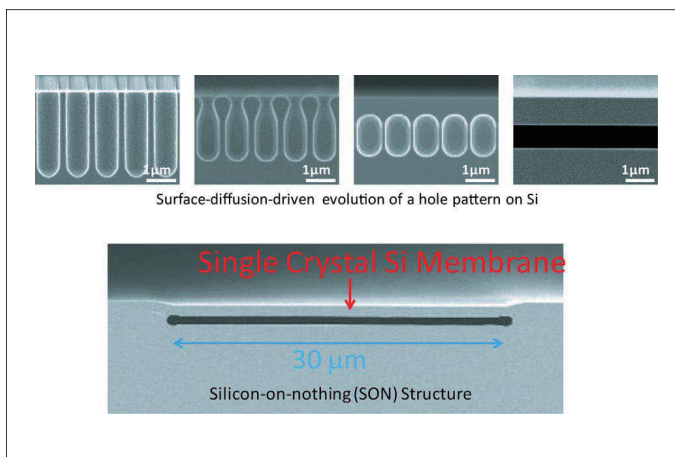 1μm
1μm
1μm
1μm
Surface-diffusion-driven evolution of a hole pattern on Si
Single Crystal Si Membrane
30 μm
Silicon-on-nothing (SON) Structure